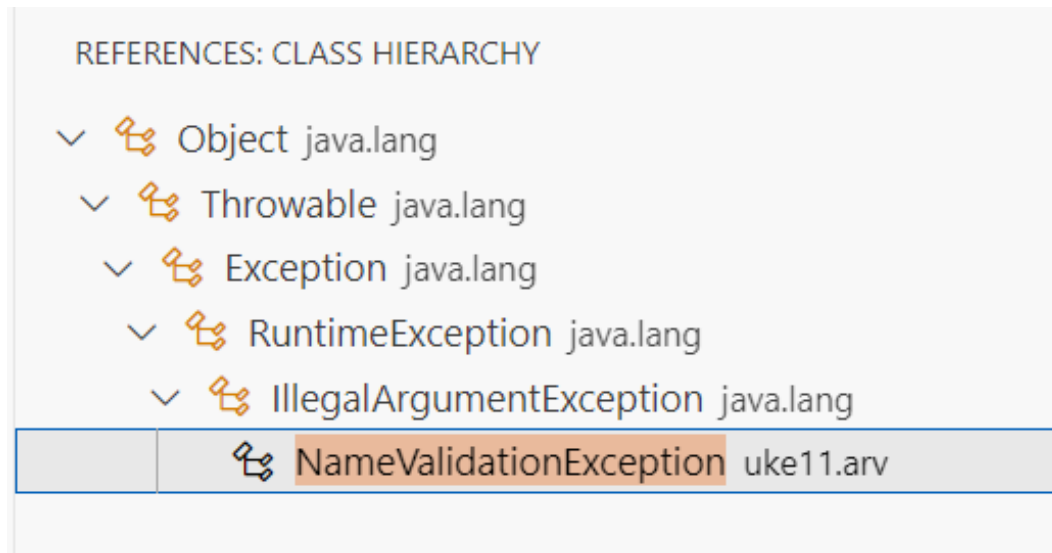 REFERENCES: CLASS HIERARCHY
Object java.lang
Throwable java.lang
Exception java.lang
RuntimeException java.lang
IllegalArgumentException java.lang
NameValidationException uke11.arv